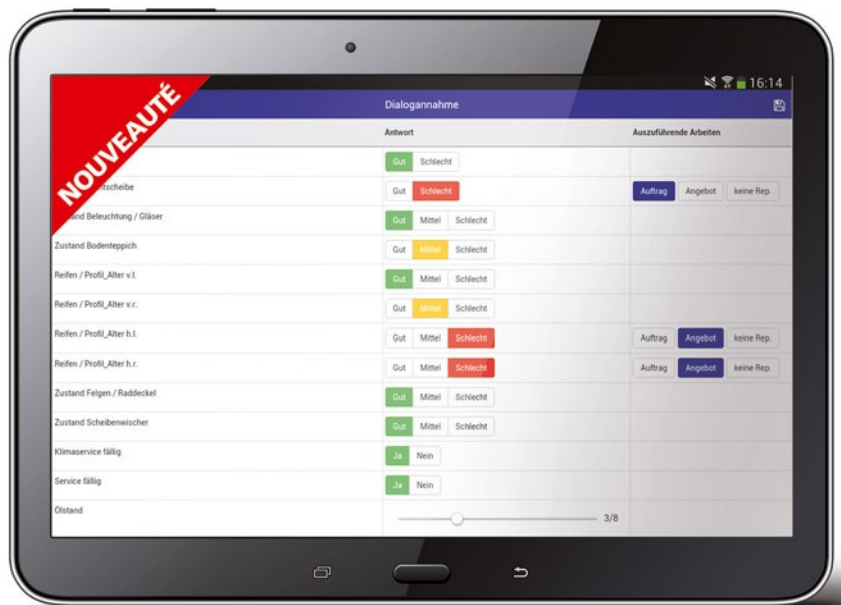 NOUVEAUTÉ
16:14
Dialogannahme
Antwort Auszuführende Arbeiten
Gut Schlecht
Gut Schlecht Auftrag Angebot keine Rep.
Beleuchtung / Gläser Gut Mittel Schlecht
Zustand Bodenteppich Gut Mittel Schlecht
Reifen / Profil_Alter v.l. Gut Mittel Schlecht
Reifen / Profil_Alter v.r. Gut Mittel Schlecht
Reifen / Profil_Alter h.l. Gut Mittel Schlecht Auftrag Angebot keine Rep.
Reifen / Profil_Alter h.r. Gut Mittel Schlecht Auftrag Angebot keine Rep.
Zustand Felgen / Raddeckel Gut Mittel Schlecht
Zustand Scheibenwischer Gut Mittel Schlecht
Klimaservice fällig Ja Nein
Service fällig Ja Nein
Ölstand 3/8